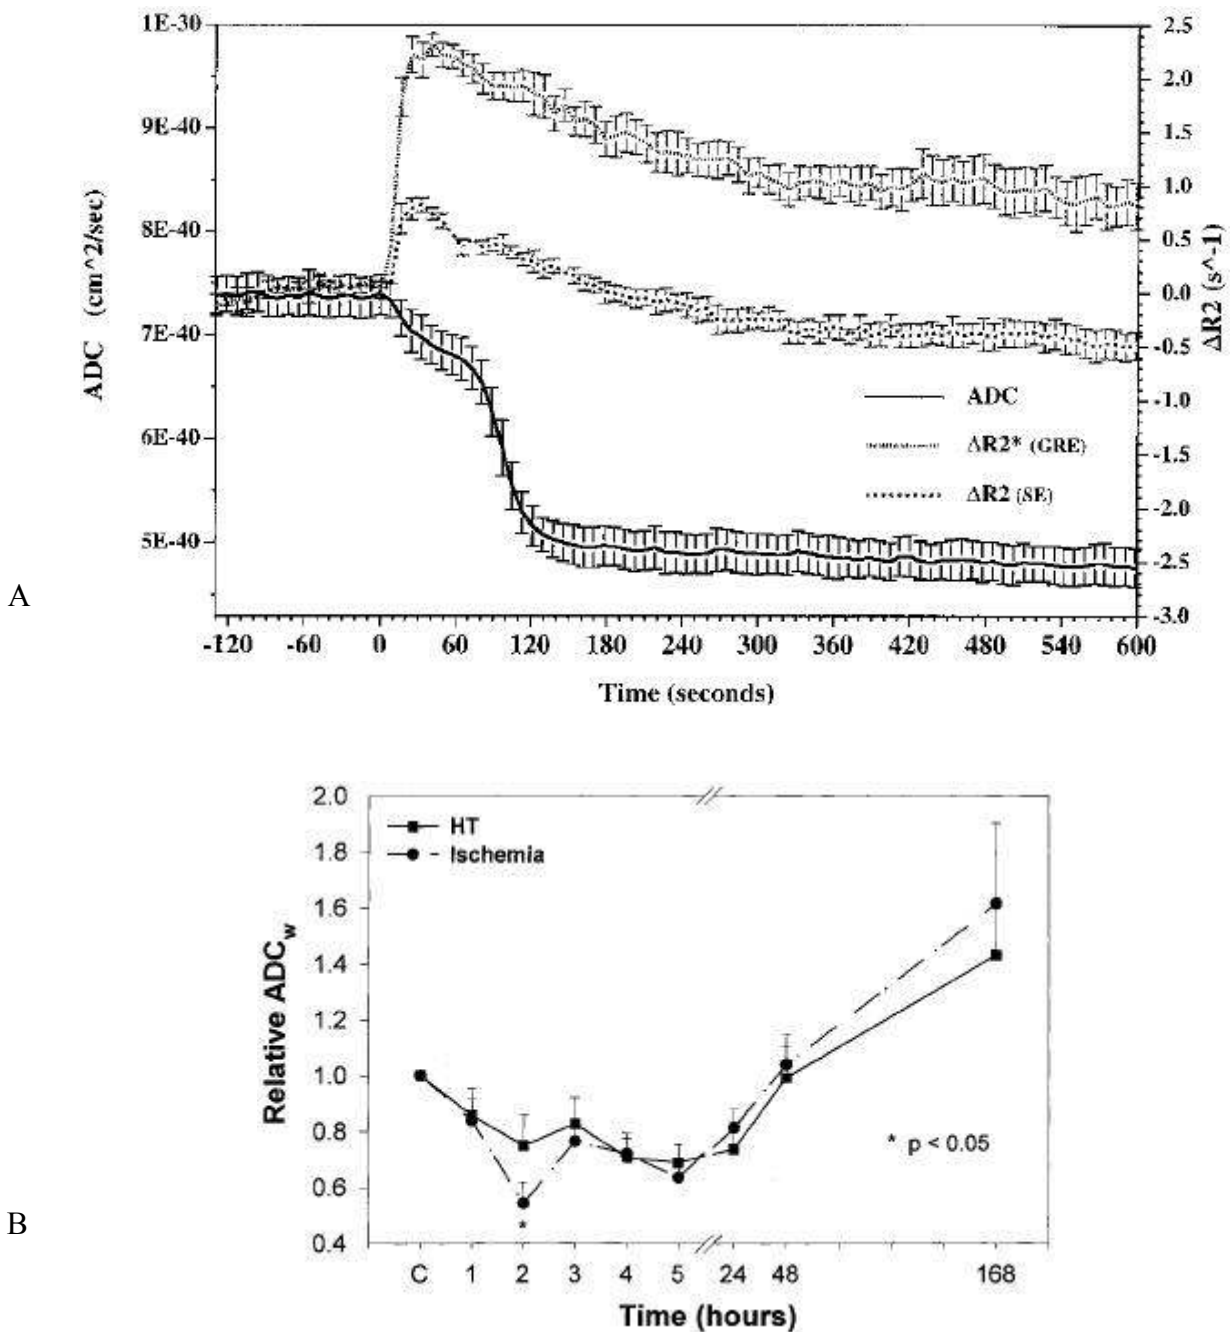 1E-30
9E-40
8E-40
7E-40
6E-40
5E-40
ADC (cm^2/sec)
2.5
2.0
1.5
1.0
0.5
0.0
-0.5
-1.0
-1.5
-2.0
-2.5
-3.0
ΔR2 (s^-1)
ADC
ΔR2* (GRE)
ΔR2 (SE)
-120 -60 0 60 120 180 240 300 360 420 480 540 600
Time (seconds)
A
2.0
1.8
1.6
1.4
1.2
1.0
0.8
0.6
0.4
Relative ADCw
HT
Ischemia
* p < 0.05
*
C 1 2 3 4 5 24 48 168
Time (hours)
B